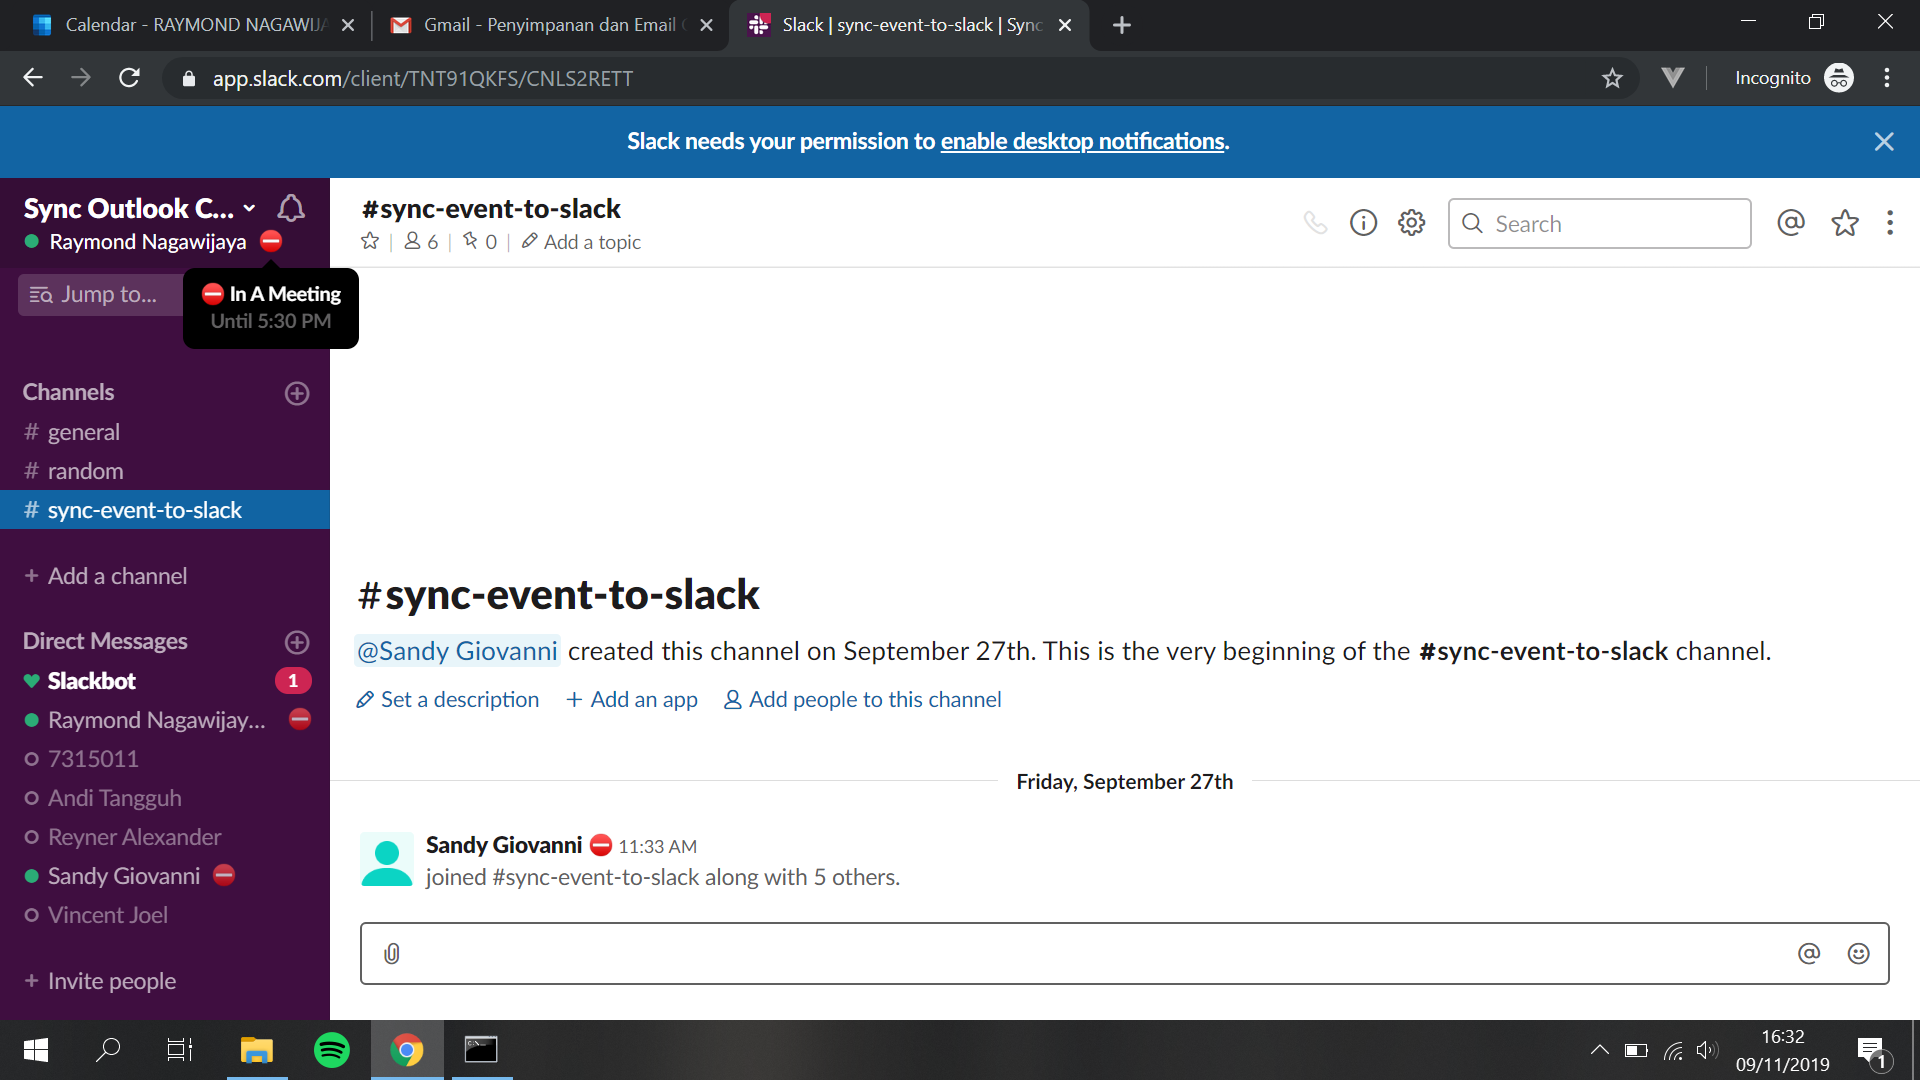 Calendar - RAYMOND NAGAWIJA
Gmail - Penyimpanan dan Email
Slack | sync-event-to-slack | Sync
app.slack.com/client/TNT91QKFS/CNLS2RETT
Incognito
Slack needs your permission to enable desktop notifications.
Sync Outlook C...
Raymond Nagawijaya
Jump to...
In A Meeting
Until 5:30 PM
Channels
# general
# random
# sync-event-to-slack
+ Add a channel
Direct Messages
Slackbot 1
Raymond Nagawijay...
7315011
Andi Tangguh
Reyner Alexander
Sandy Giovanni
Vincent Joel
+ Invite people
#sync-event-to-slack
6 | 0 | Add a topic
Search
#sync-event-to-slack
@Sandy Giovanni created this channel on September 27th. This is the very beginning of the #sync-event-to-slack channel.
Set a description + Add an app Add people to this channel
Friday, September 27th
Sandy Giovanni 11:33 AM
joined #sync-event-to-slack along with 5 others.
16:32
09/11/2019
1